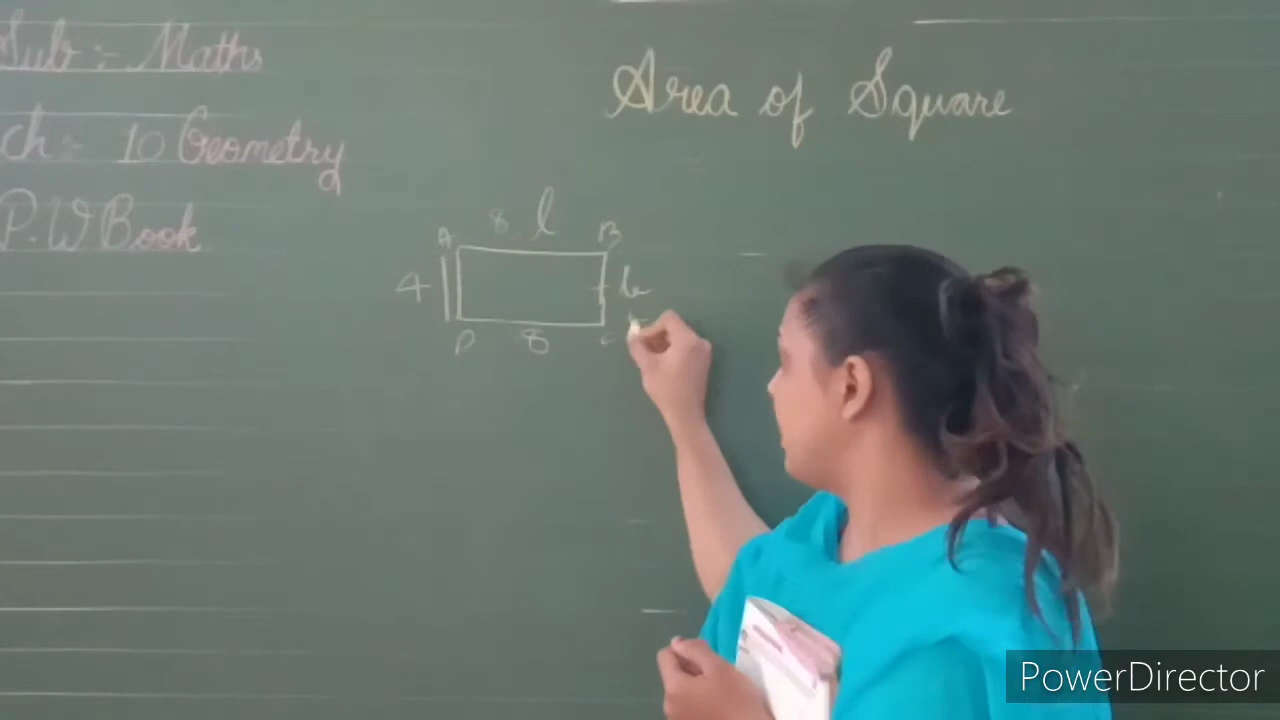 Sub :- Maths
Area of Square
ch :- 10 Geometry
P.W Book
8 l
A B
4 b
D 8 C
PowerDirector